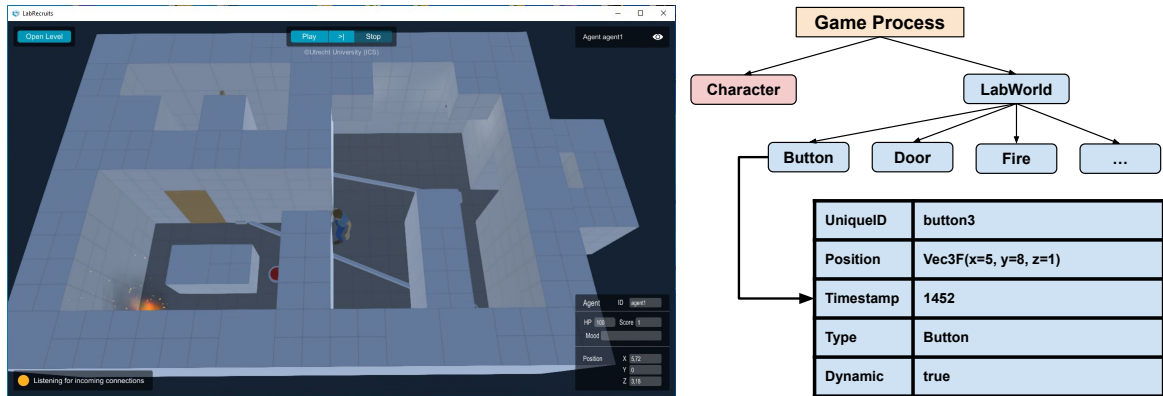 LabRecruits
Open Level
Play >| Stop
Agent agent1
©Utrecht University (ICS)
Agent ID agent1
HP 100 Score 1
Mood
Position X 5,72
Y 0
Z 3,18
Listening for incoming connections
Game Process
Character
LabWorld
Button
Door
Fire
...
UniqueID button3
Position Vec3F(x=5, y=8, z=1)
Timestamp 1452
Type Button
Dynamic true